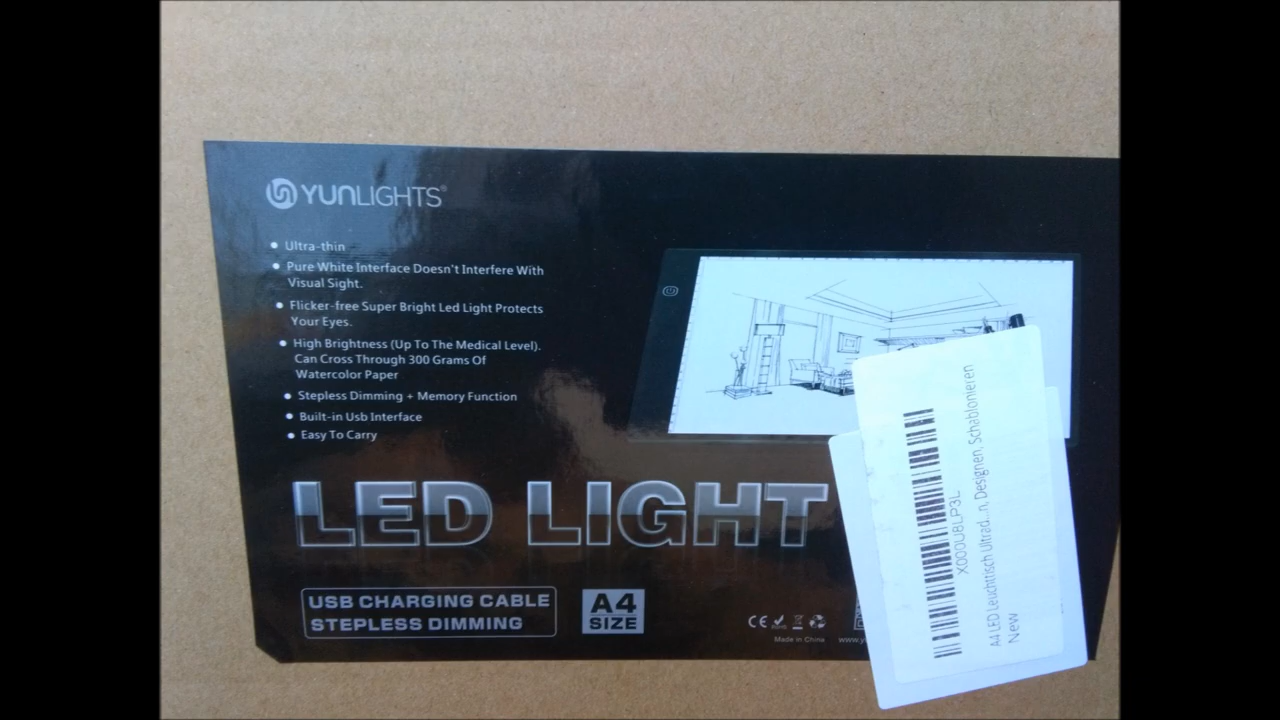 YUNLIGHTS®
Ultra-thin
Pure White Interface Doesn't Interfere With
Visual Sight.
Flicker-free Super Bright Led Light Protects
Your Eyes.
High Brightness (Up To The Medical Level).
Can Cross Through 300 Grams Of
Watercolor Paper
Stepless Dimming + Memory Function
Built-in Usb Interface
Easy To Carry
LED LIGHT
USB CHARGING CABLE
STEPLESS DIMMING
A4
SIZE
CE
Made in China
X000U8LP3L
A4 LED Leuchttisch Ultrad...n, Designen, Schablonieren
New